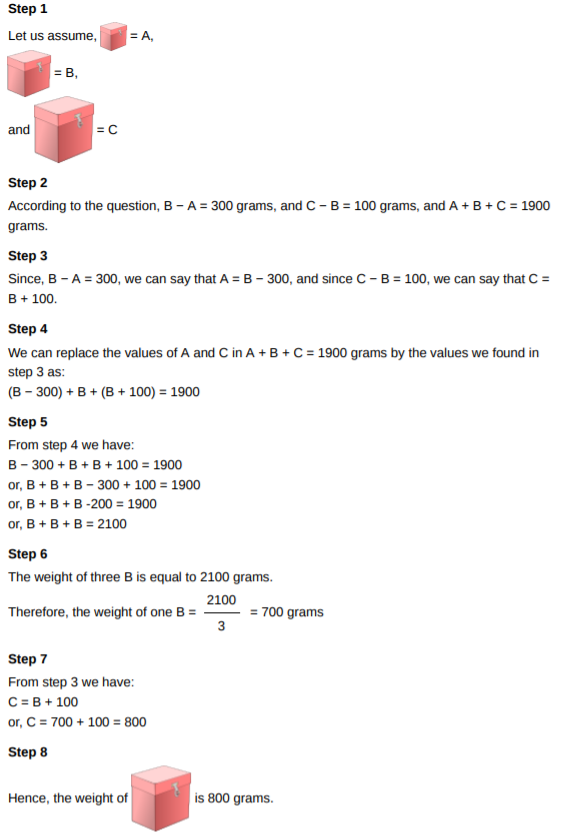 Step 1
Let us assume, = A,
= B,
and = C
Step 2
According to the question, B − A = 300 grams, and C − B = 100 grams, and A + B + C = 1900
grams.
Step 3
Since, B − A = 300, we can say that A = B − 300, and since C − B = 100, we can say that C =
B + 100.
Step 4
We can replace the values of A and C in A + B + C = 1900 grams by the values we found in
step 3 as:
(B − 300) + B + (B + 100) = 1900
Step 5
From step 4 we have:
B − 300 + B + B + 100 = 1900
or, B + B + B − 300 + 100 = 1900
or, B + B + B -200 = 1900
or, B + B + B = 2100
Step 6
The weight of three B is equal to 2100 grams.
2100
Therefore, the weight of one B = = 700 grams
3
Step 7
From step 3 we have:
C = B + 100
or, C = 700 + 100 = 800
Step 8
Hence, the weight of is 800 grams.